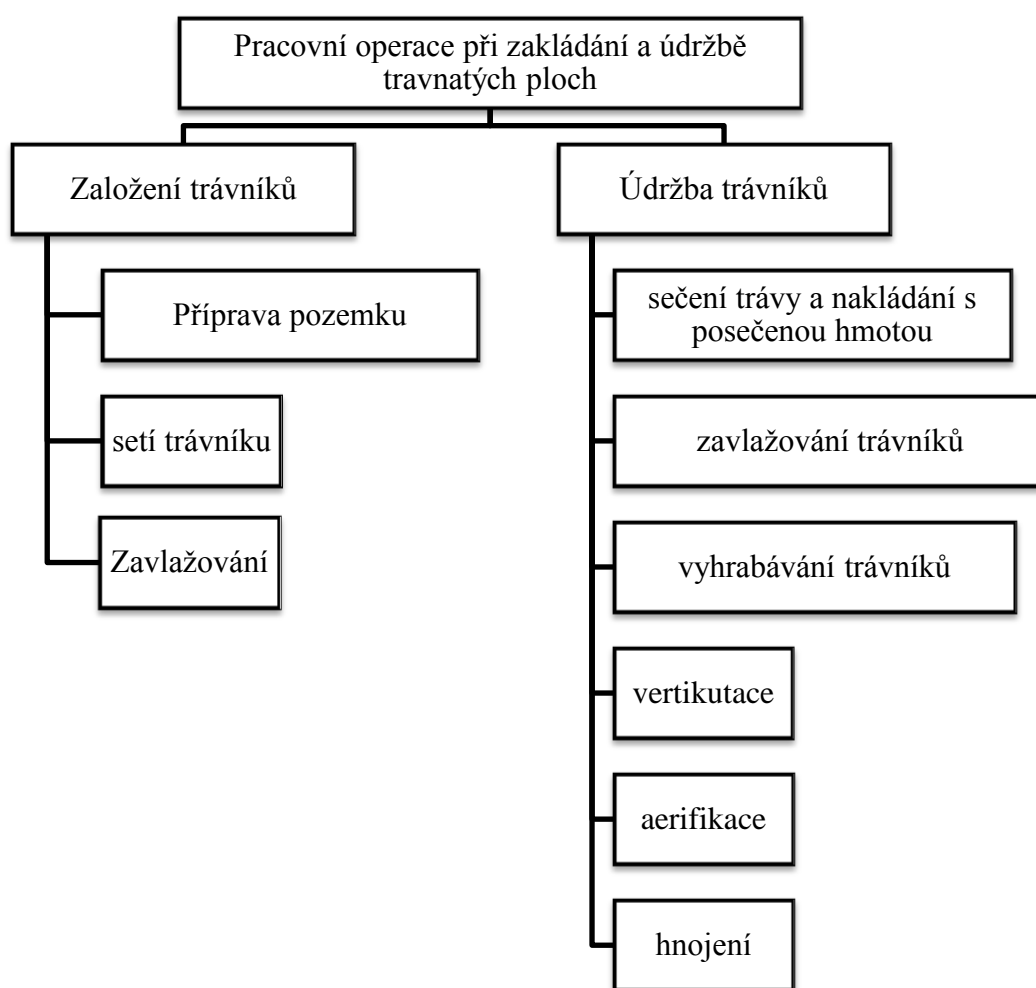 Pracovní operace při zakládání a údržbě
travnatých ploch
Založení trávníků
Příprava pozemku
setí trávníku
Zavlažování
Údržba trávníků
sečení trávy a nakládání s
posečenou hmotou
zavlažování trávníků
vyhrabávání trávníků
vertikutace
aerifikace
hnojení